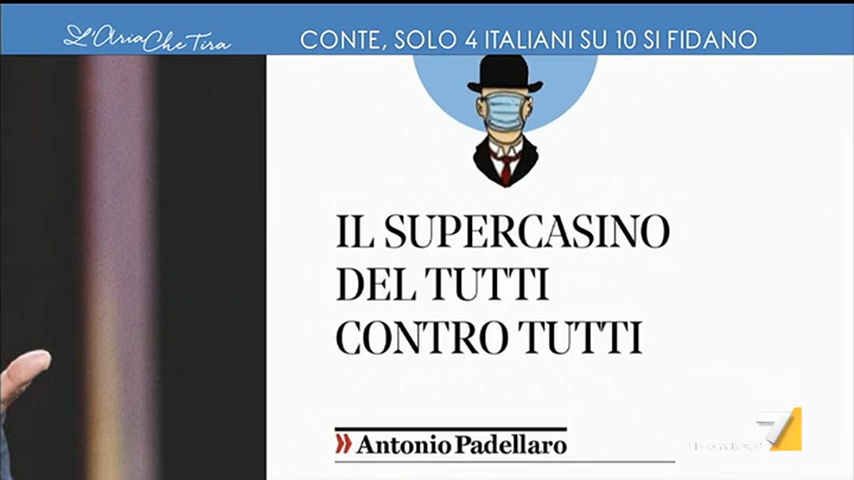 L'Aria Che Tira
CONTE, SOLO 4 ITALIANI SU 10 SI FIDANO
IL SUPERCASINO
DEL TUTTI
CONTRO TUTTI
Antonio Padellaro
7